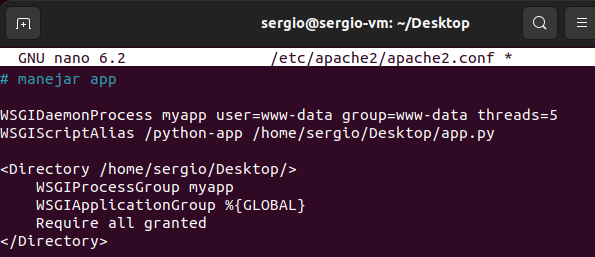 sergio@sergio-vm: ~/Desktop
GNU nano 6.2 /etc/apache2/apache2.conf *
# manejar app
WSGIDaemonProcess myapp user=www-data group=www-data threads=5
WSGIScriptAlias /python-app /home/sergio/Desktop/app.py
<Directory /home/sergio/Desktop/>
    WSGIProcessGroup myapp
    WSGIApplicationGroup %{GLOBAL}
    Require all granted
</Directory>